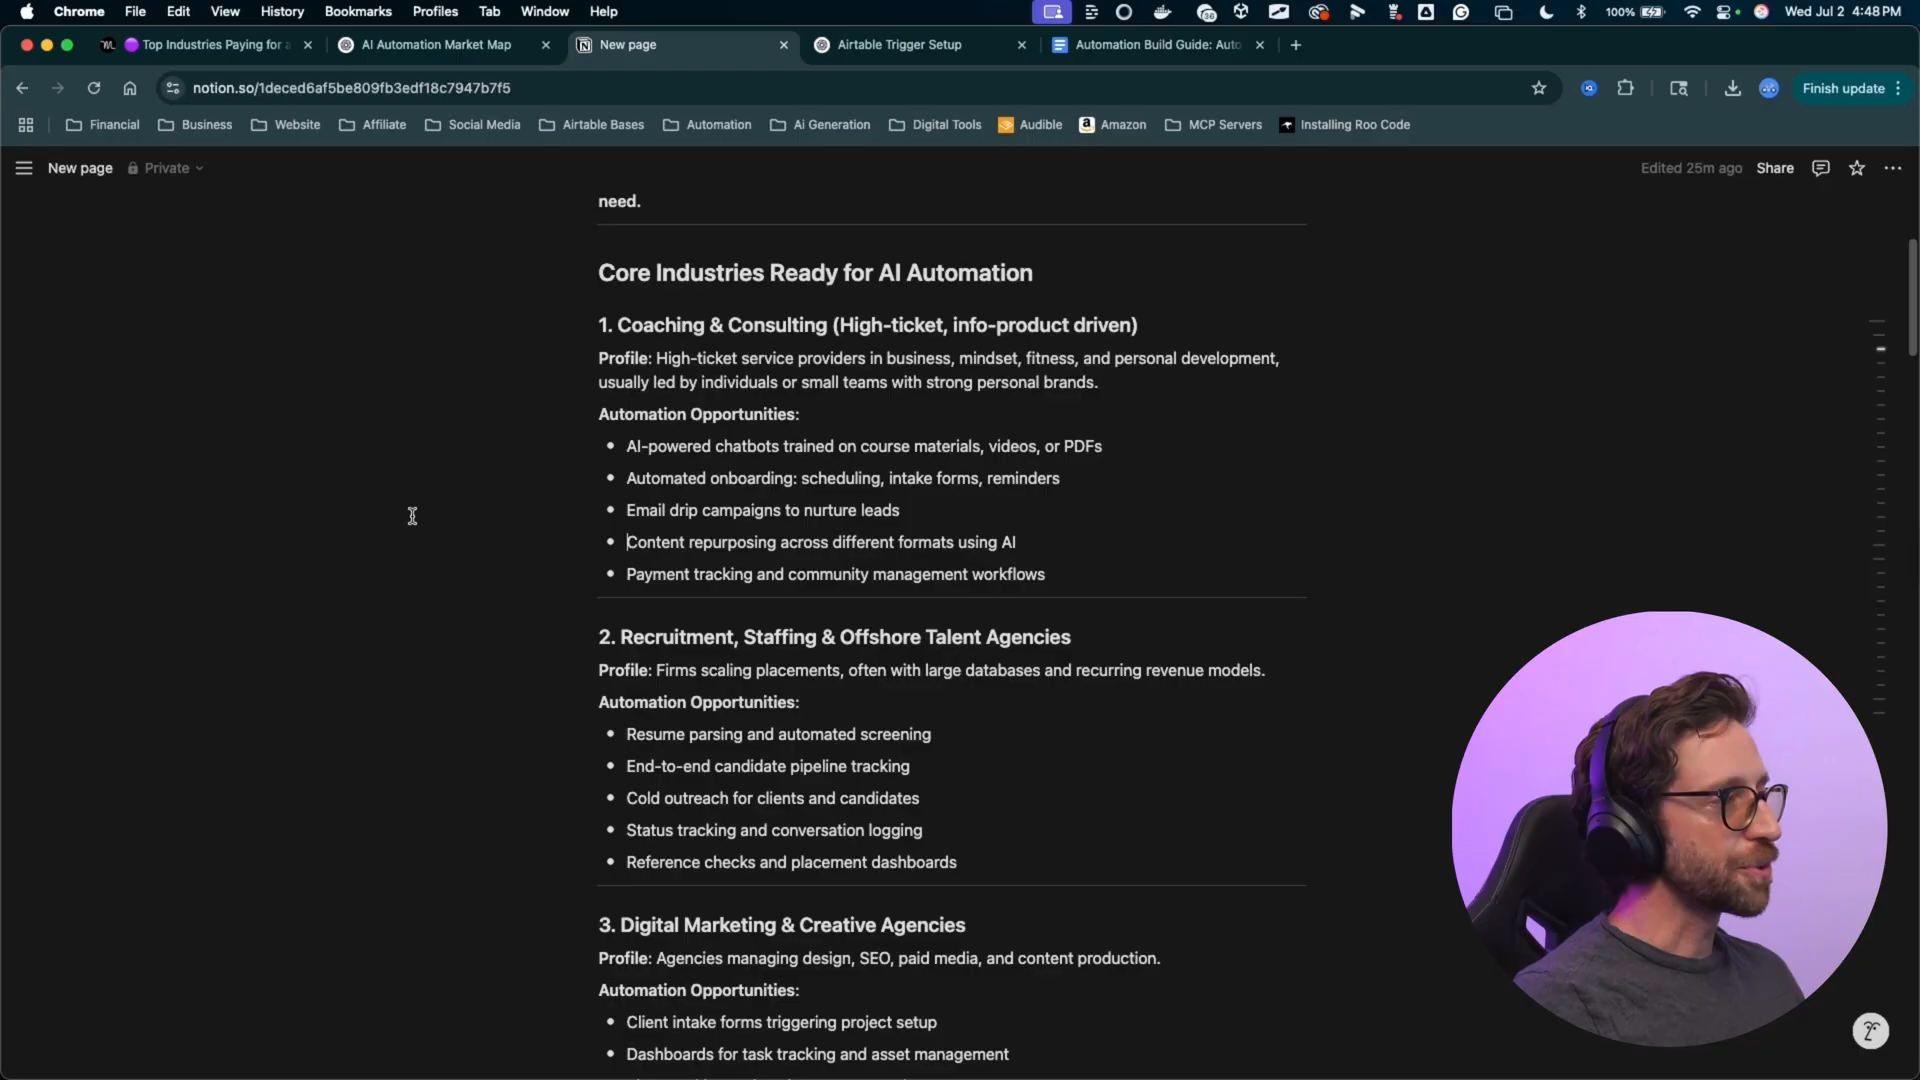 Chrome File Edit View History Bookmarks Profiles Tab Window Help 36 100% Wed Jul 2 4:48 PM
Top Industries Paying for a AI Automation Market Map New page Airtable Trigger Setup Automation Build Guide: Auto
notion.so/1deced6af5be809fb3edf18c7947b7f5 Finish update
Financial Business Website Affiliate Social Media Airtable Bases Automation Ai Generation Digital Tools Audible Amazon MCP Servers Installing Roo Code
New page Private Edited 25m ago Share
need.
Core Industries Ready for AI Automation
1. Coaching & Consulting (High-ticket, info-product driven)
Profile: High-ticket service providers in business, mindset, fitness, and personal development,
usually led by individuals or small teams with strong personal brands.
Automation Opportunities:
• AI-powered chatbots trained on course materials, videos, or PDFs
• Automated onboarding: scheduling, intake forms, reminders
• Email drip campaigns to nurture leads
• Content repurposing across different formats using AI
• Payment tracking and community management workflows
2. Recruitment, Staffing & Offshore Talent Agencies
Profile: Firms scaling placements, often with large databases and recurring revenue models.
Automation Opportunities:
• Resume parsing and automated screening
• End-to-end candidate pipeline tracking
• Cold outreach for clients and candidates
• Status tracking and conversation logging
• Reference checks and placement dashboards
3. Digital Marketing & Creative Agencies
Profile: Agencies managing design, SEO, paid media, and content production.
Automation Opportunities:
• Client intake forms triggering project setup
• Dashboards for task tracking and asset management